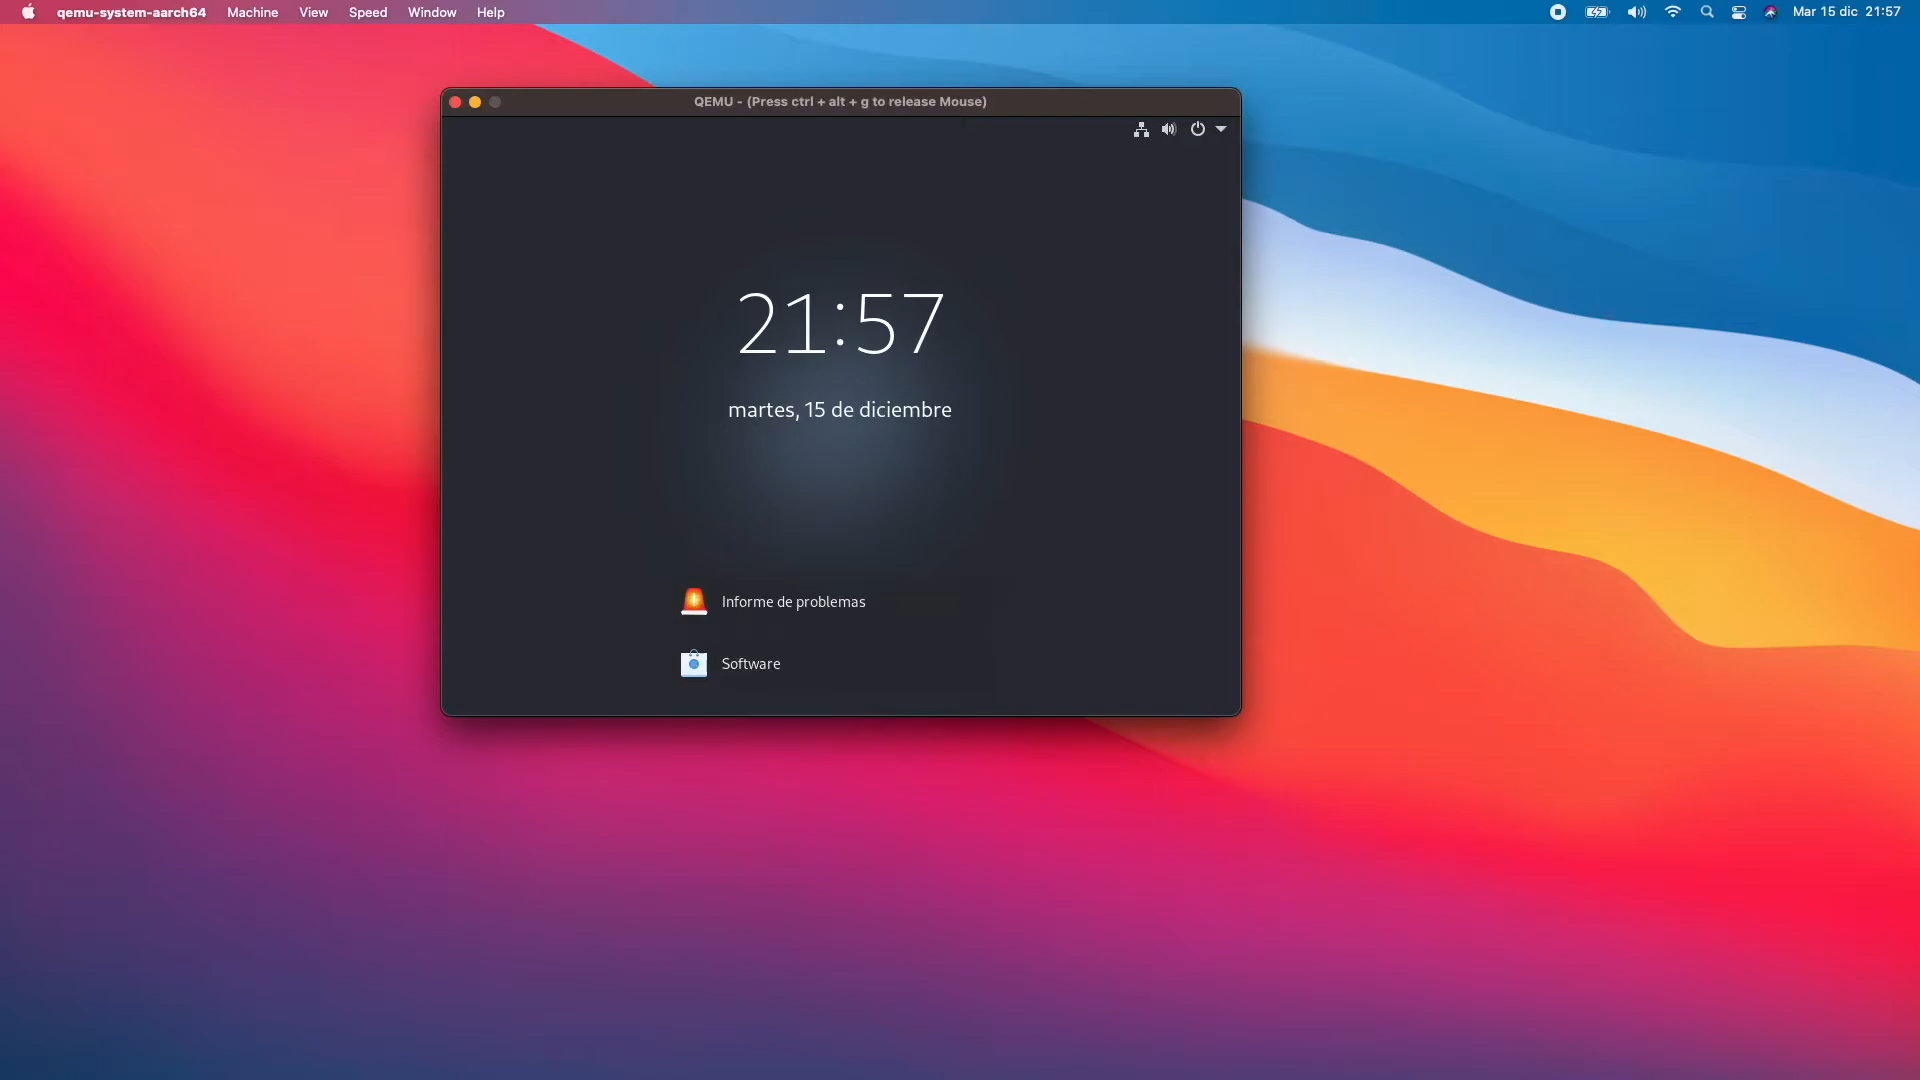 qemu-system-aarch64 Machine View Speed Window Help Mar 15 dic 21:57
QEMU - (Press ctrl + alt + g to release Mouse)
21:57
martes, 15 de diciembre
Informe de problemas
Software